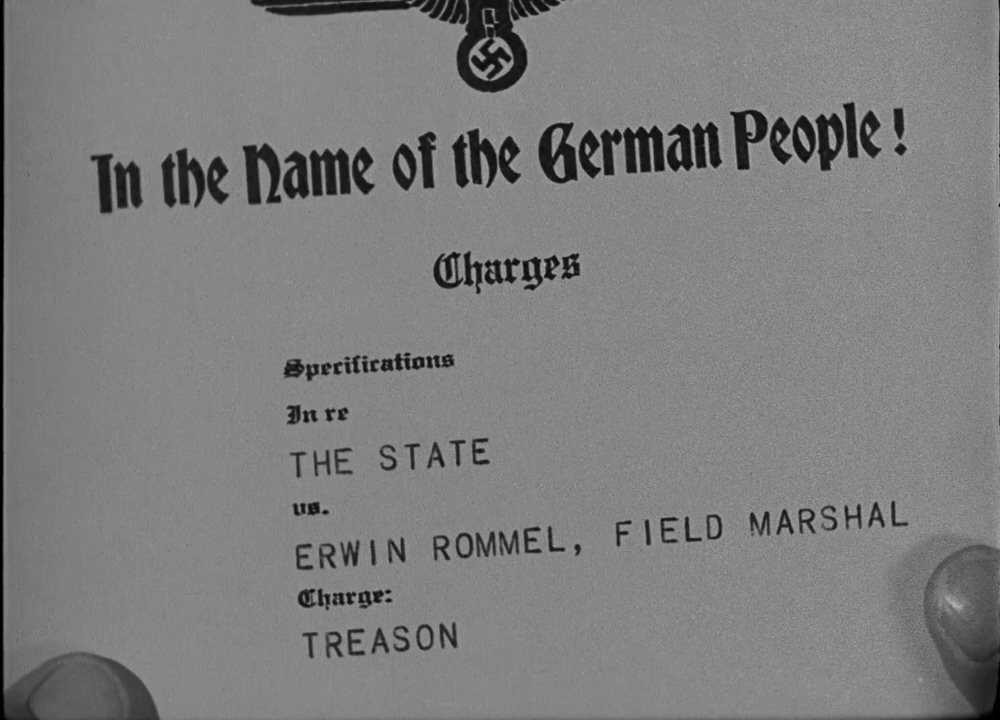 In the Name of the German People!
Charges
Specifications
In re
THE STATE
vs.
ERWIN ROMMEL, FIELD MARSHAL
Charge:
TREASON